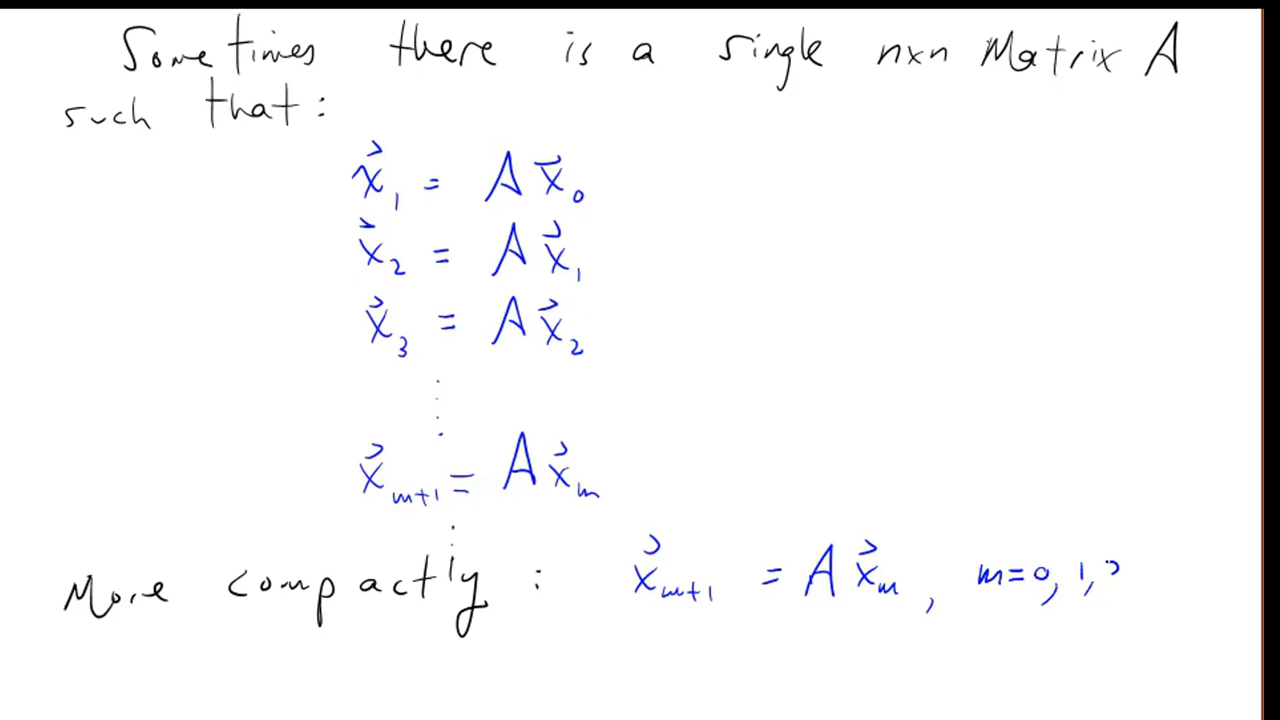 Sometimes there is a single nxn Matrix A
such that:
x⃗₁ = A x⃗₀
x⃗₂ = A x⃗₁
x⃗₃ = A x⃗₂
⋮
x⃗ₘ₊₁ = A x⃗ₘ
⋮
More compactly: x⃗ₘ₊₁ = A x⃗ₘ, m=0, 1,